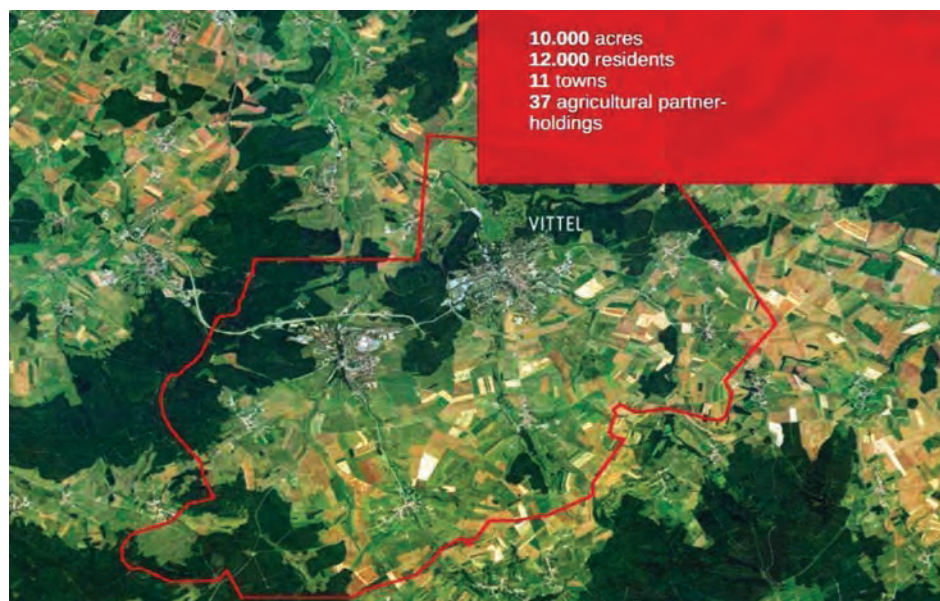 10.000 acres
12.000 residents
11 towns
37 agricultural partner-
holdings
VITTEL